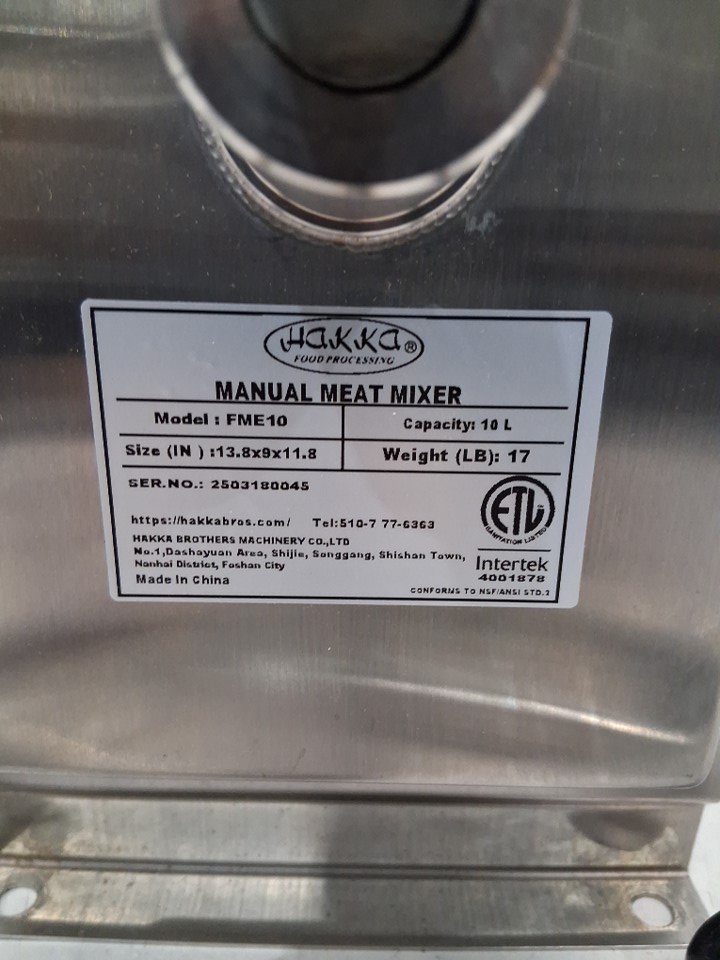 HAKKA®
FOOD PROCESSING
MANUAL MEAT MIXER
Model : FME10
Capacity: 10 L
Size (IN ) :13.8x9x11.8
Weight (LB): 17
SER.NO.: 2503180045
https://hakkabros.com/ Tel:510-7 77-6363
HAKKA BROTHERS MACHINERY CO.,LTD
No.1,Dashayuan Area, Shijie, Songgang, Shishan Town,
Nanhai District, Foshan City
Made In China
ETL
SANITATION LISTED
Intertek
4001878
CONFORMS TO NSF/ANSI STD.2